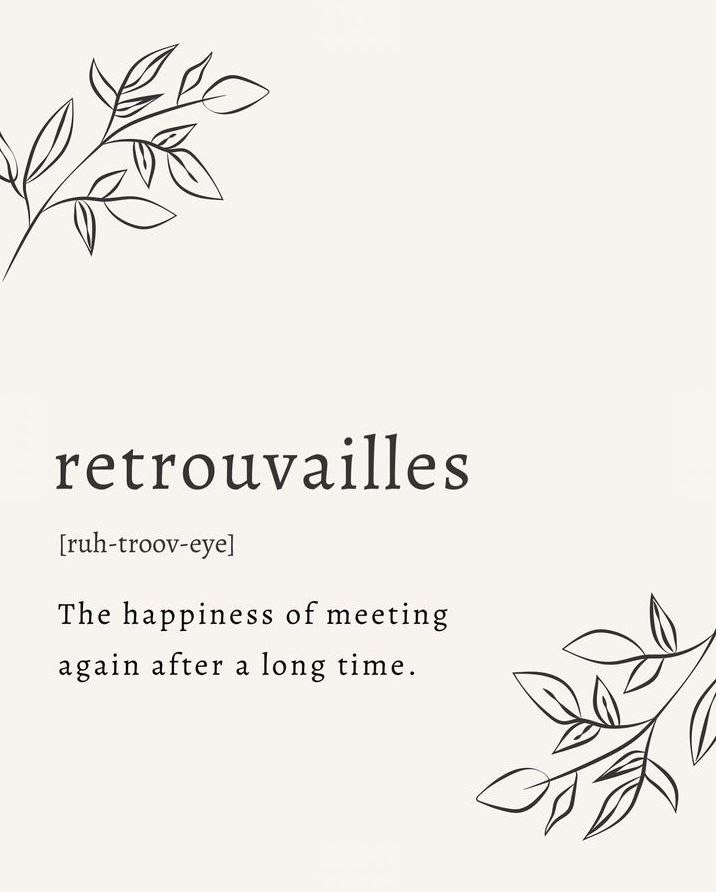 retrouvailles
[ruh-troov-eye]
The happiness of meeting
again after a long time.